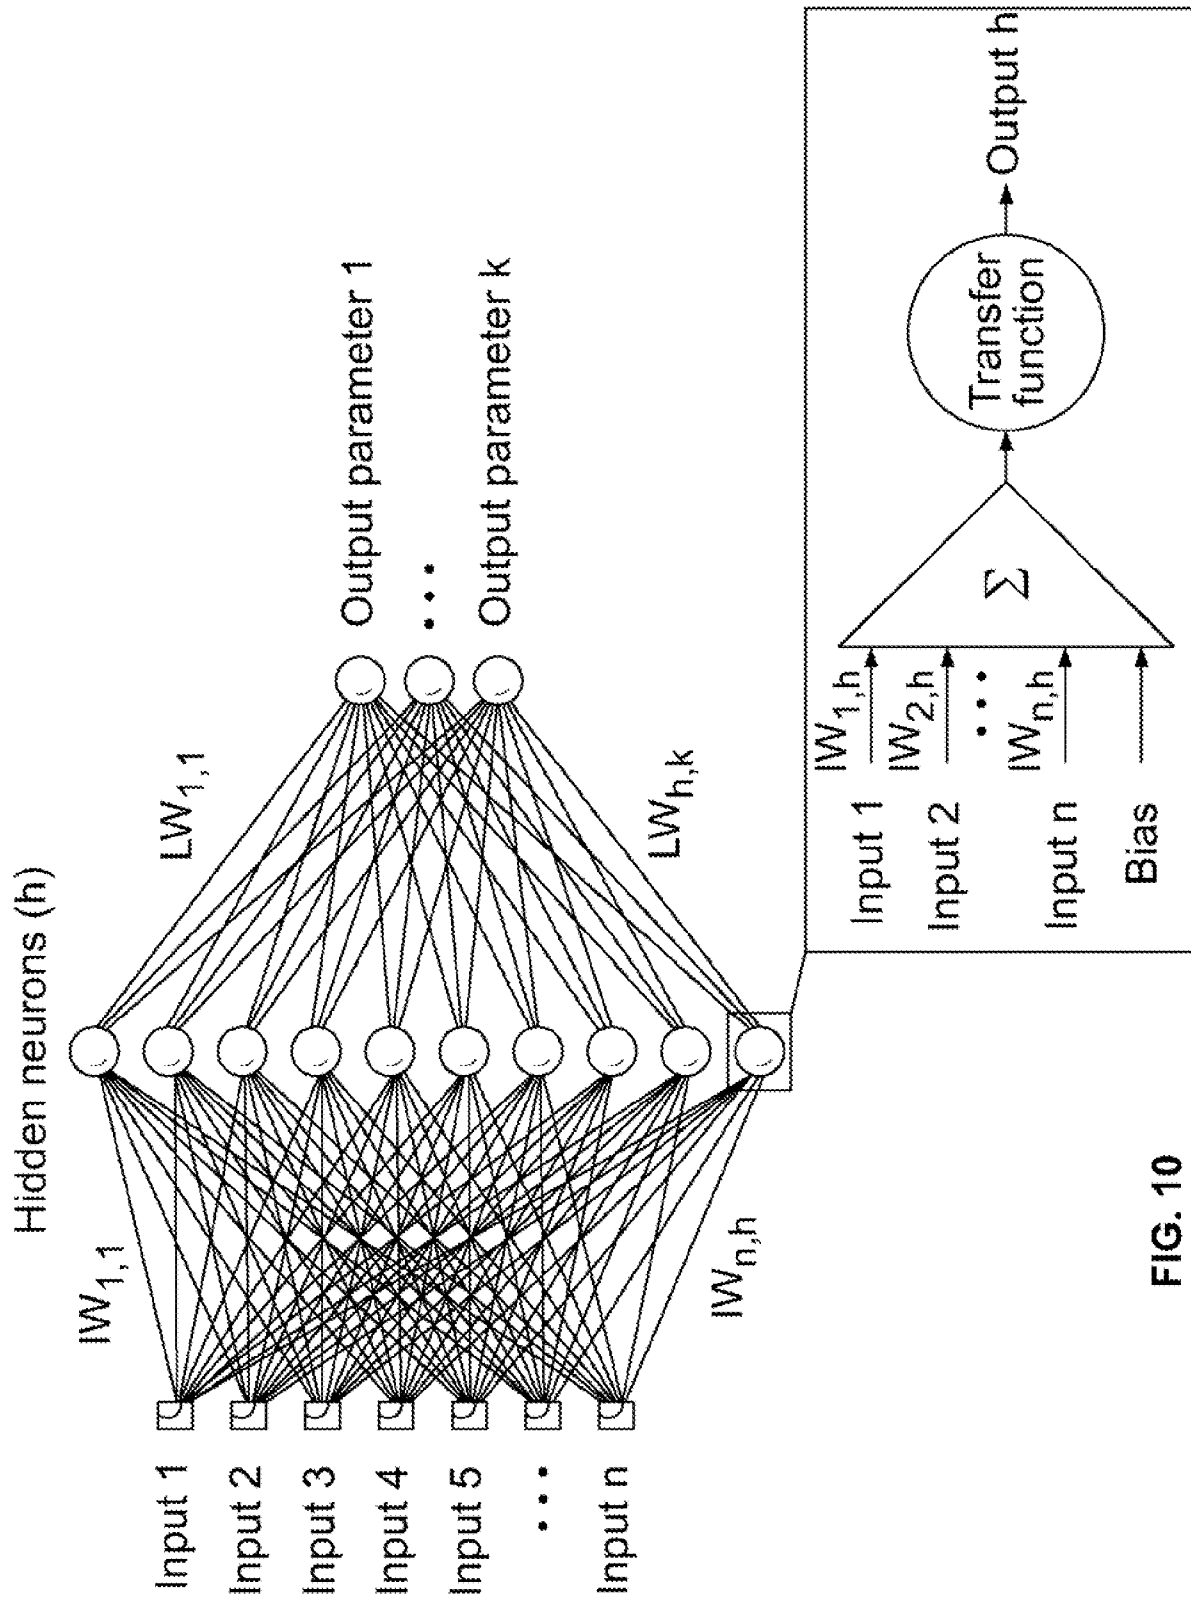 Hidden neurons (h)
IW1,1
LW1,1
Input 1
Input 2
Input 3
Input 4
Input 5
...
Input n
Output parameter 1
...
Output parameter k
IWn,h
LWh,k
Input 1
IW1,h
Input 2
IW2,h
...
Input n
IWn,h
Bias
Σ
Transfer
function
Output h
FIG. 10